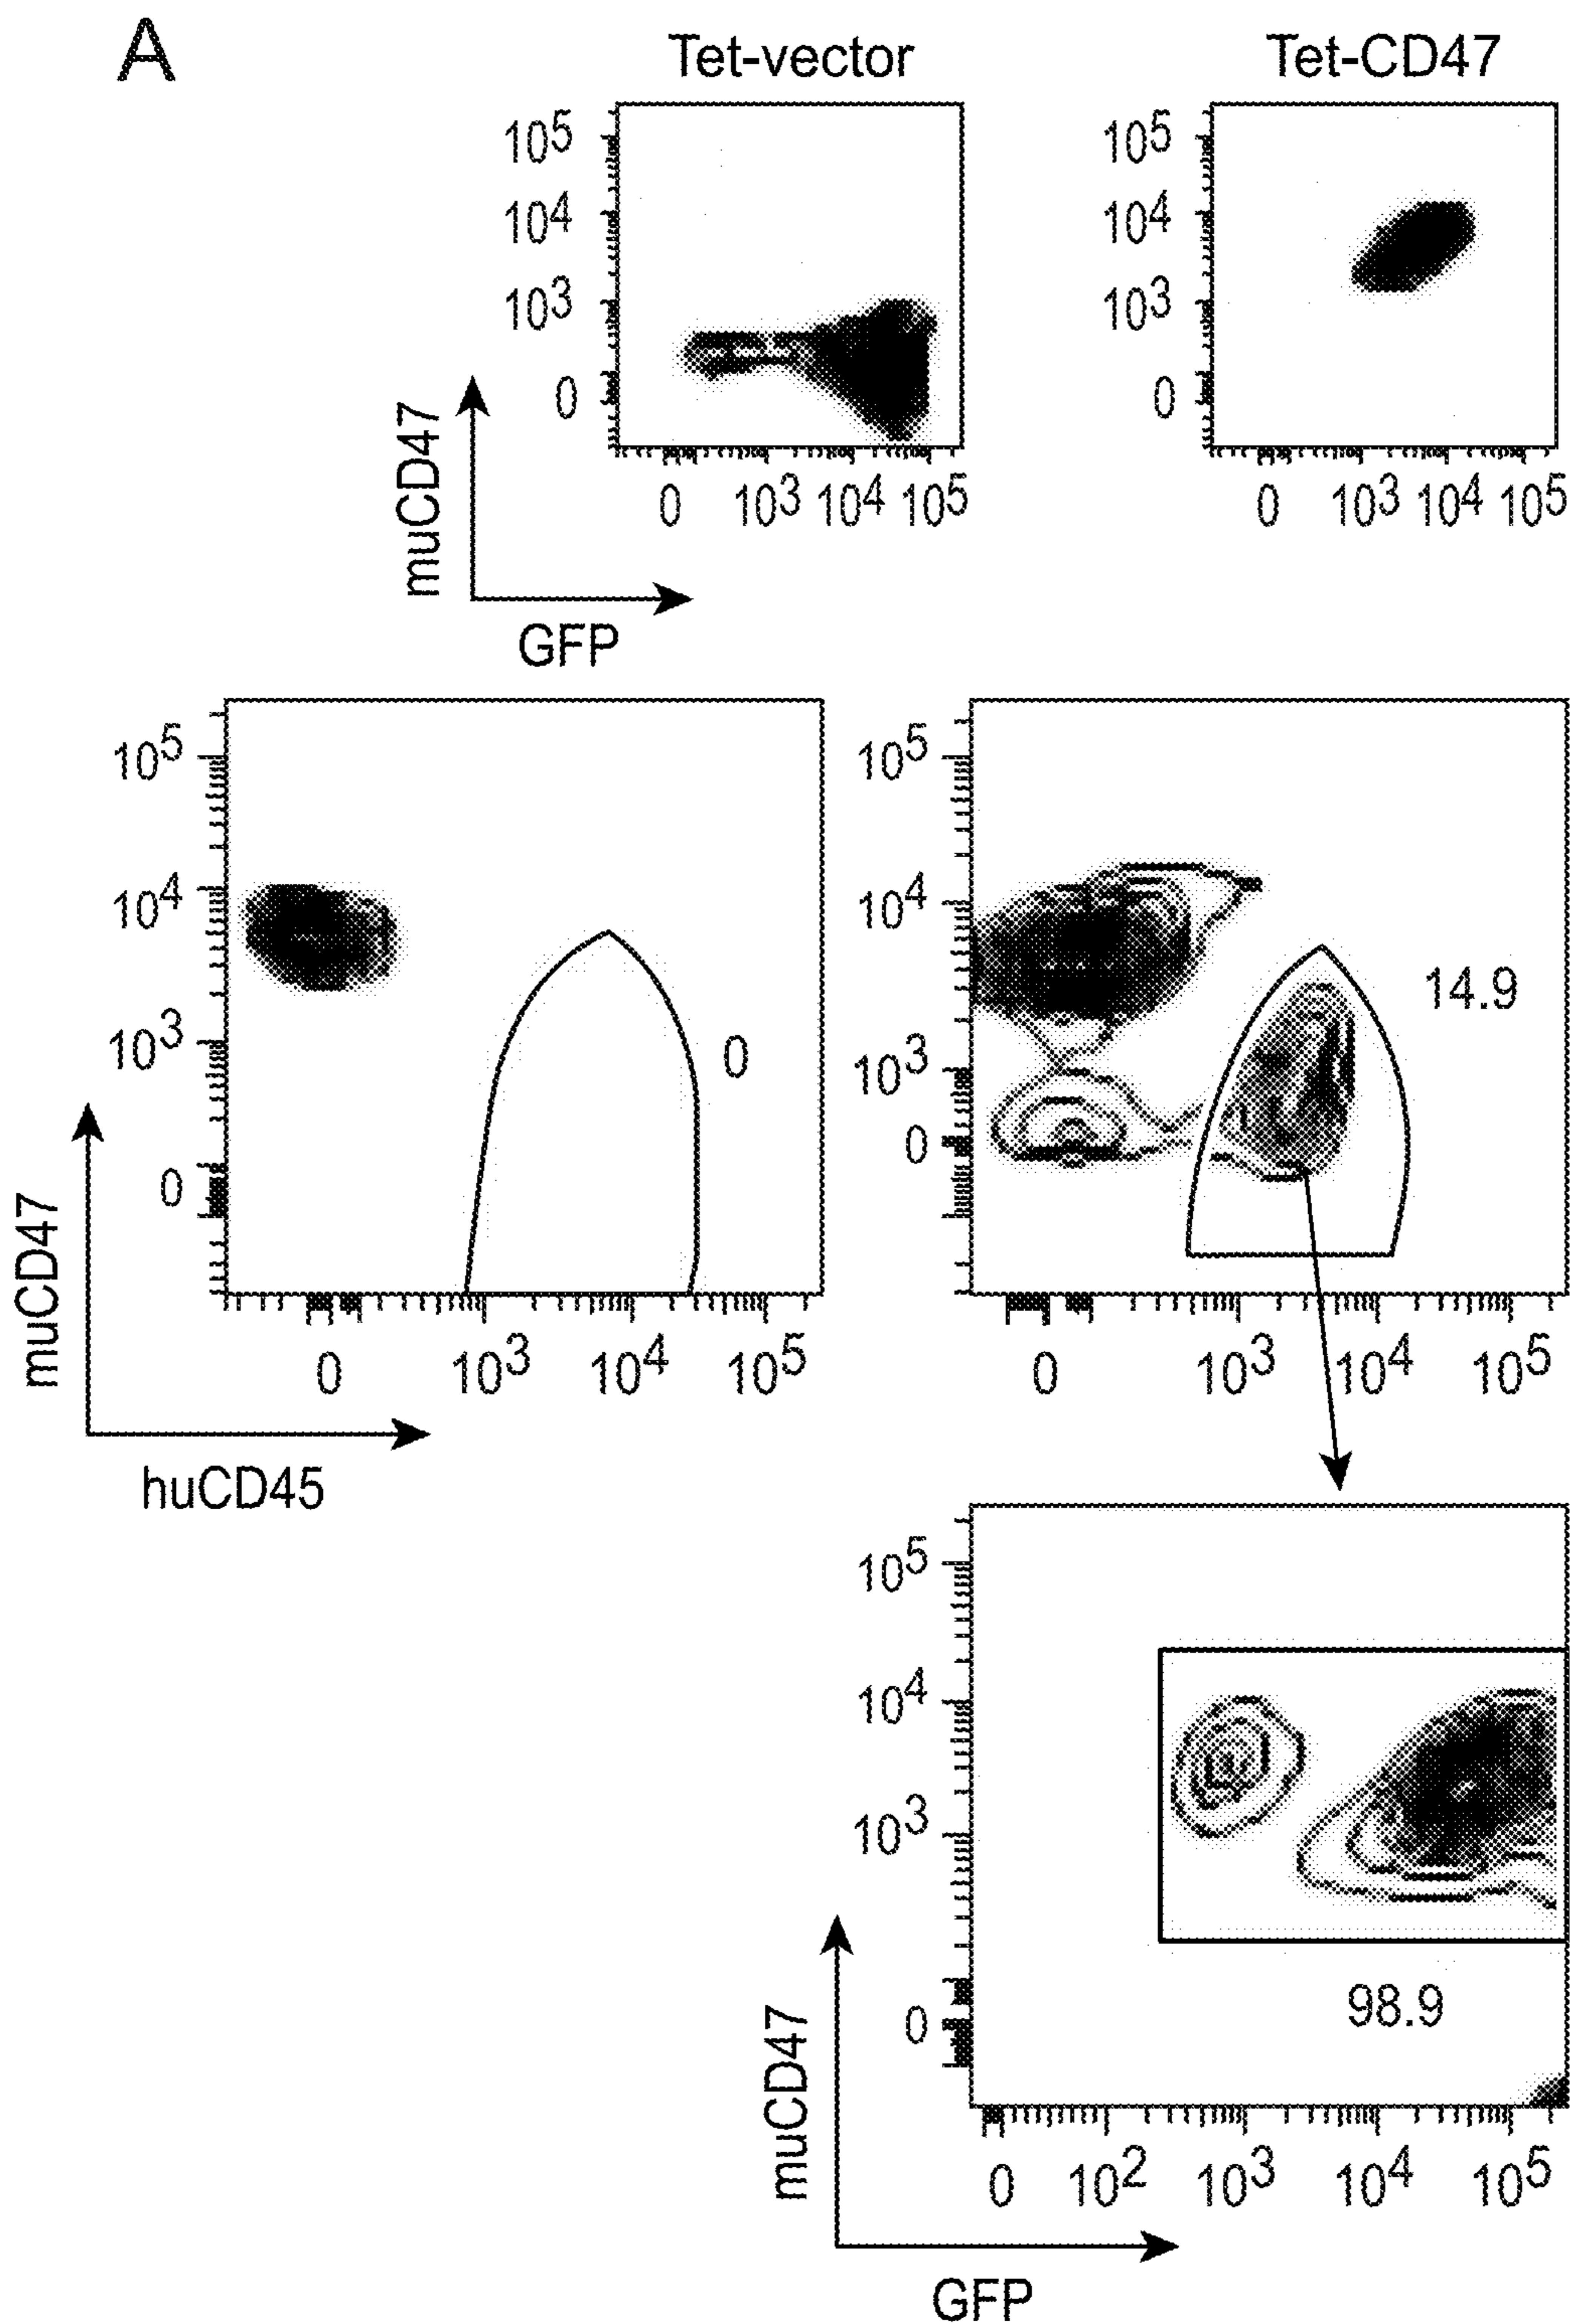 A
Tet-vector Tet-CD47
10^5 10^5
10^4 10^4
10^3 10^3
0 0
0 10^3 10^4 10^5 0 10^3 10^4 10^5
muCD47
GFP
10^5 10^5
10^4 10^4
14.9
10^3 0 10^3
0 0
0 10^3 10^4 10^5 0 10^3 10^4 10^5
muCD47
huCD45
10^5
10^4
10^3
0
98.9
0 10^2 10^3 10^4 10^5
muCD47
GFP